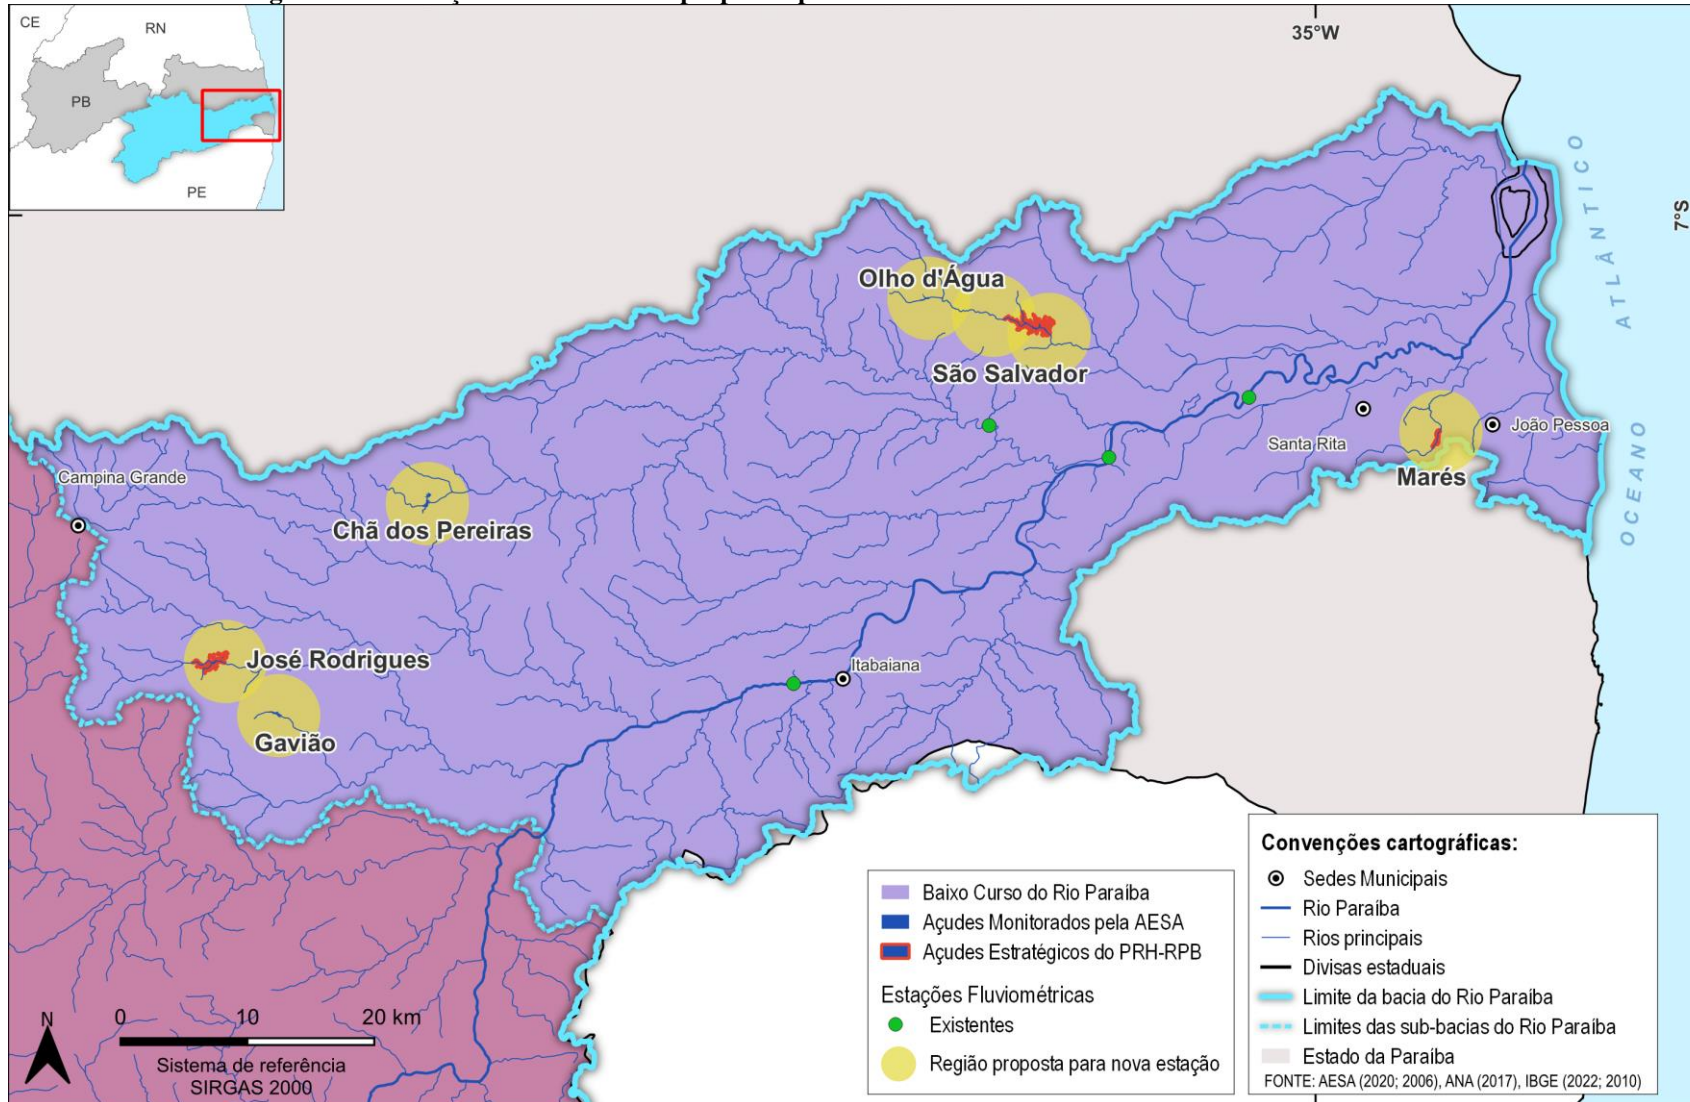 CE
RN
PB
PE
35°W
7°S
OCEANO ATLÂNTICO
Olho d'Água
São Salvador
João Pessoa
Santa Rita
Marés
Campina Grande
Chã dos Pereiras
José Rodrigues
Itabaiana
Gavião
N
0 10 20 km
Sistema de referência
SIRGAS 2000
Baixo Curso do Rio Paraíba
Açudes Monitorados pela AESA
Açudes Estratégicos do PRH-RPB
Estações Fluviométricas
Existentes
Região proposta para nova estação
Convenções cartográficas:
Sedes Municipais
Rio Paraíba
Rios principais
Divisas estaduais
Limite da bacia do Rio Paraíba
Limites das sub-bacias do Rio Paraíba
Estado da Paraíba
FONTE: AESA (2020; 2006), ANA (2017), IBGE (2022; 2010)